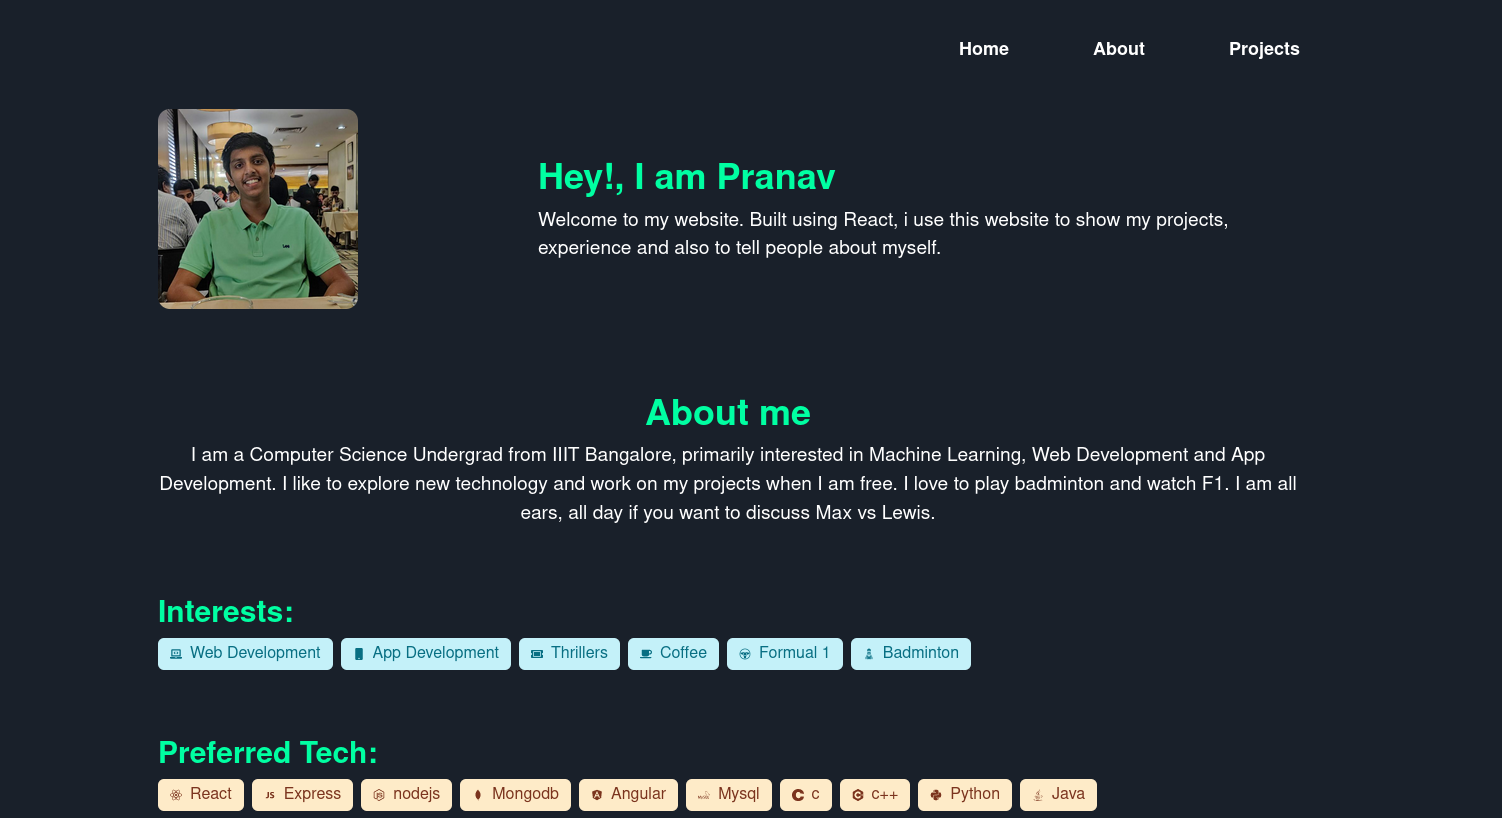 Home About Projects
Hey!, I am Pranav
Welcome to my website. Built using React, i use this website to show my projects,
experience and also to tell people about myself.
About me
I am a Computer Science Undergrad from IIIT Bangalore, primarily interested in Machine Learning, Web Development and App
Development. I like to explore new technology and work on my projects when I am free. I love to play badminton and watch F1. I am all
ears, all day if you want to discuss Max vs Lewis.
Interests:
Web Development App Development Thrillers Coffee Formual 1 Badminton
Preferred Tech:
React JS Express nodejs Mongodb Angular Mysql c c++ Python Java